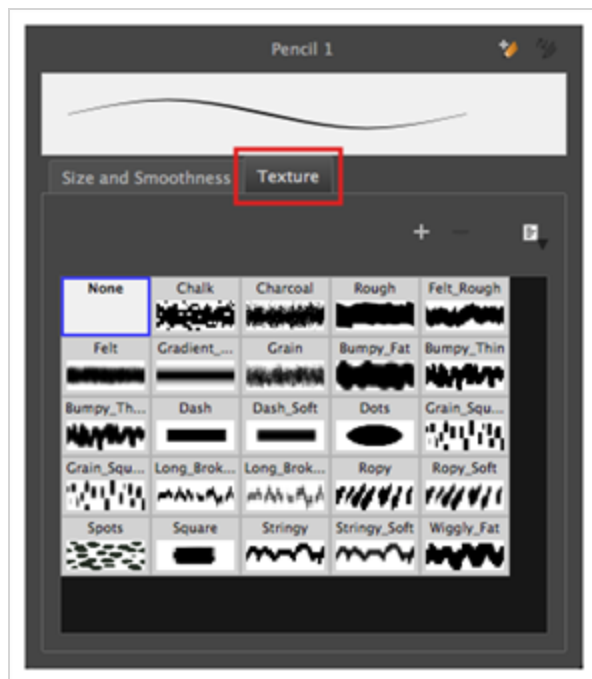 Pencil 1
Size and Smoothness Texture
None Chalk Charcoal Rough Felt_Rough
Felt Gradient_... Grain Bumpy_Fat Bumpy_Thin
Bumpy_Th... Dash Dash_Soft Dots Grain_Squ...
Grain_Squ... Long_Brok... Long_Brok... Ropy Ropy_Soft
Spots Square Stringy Stringy_Soft Wiggly_Fat